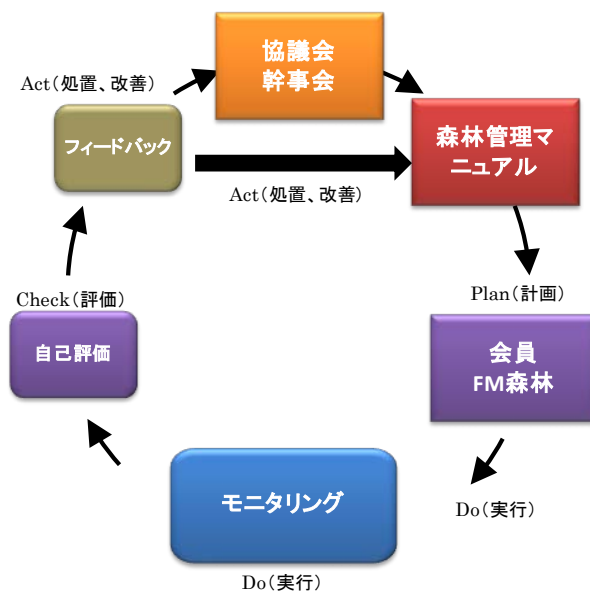 協議会
幹事会
Act（処置、改善）
フィードバック
森林管理マ
ニュアル
Act（処置、改善）
Check（評価）
Plan（計画）
自己評価
会員
FM森林
モニタリング
Do（実行）
Do（実行）